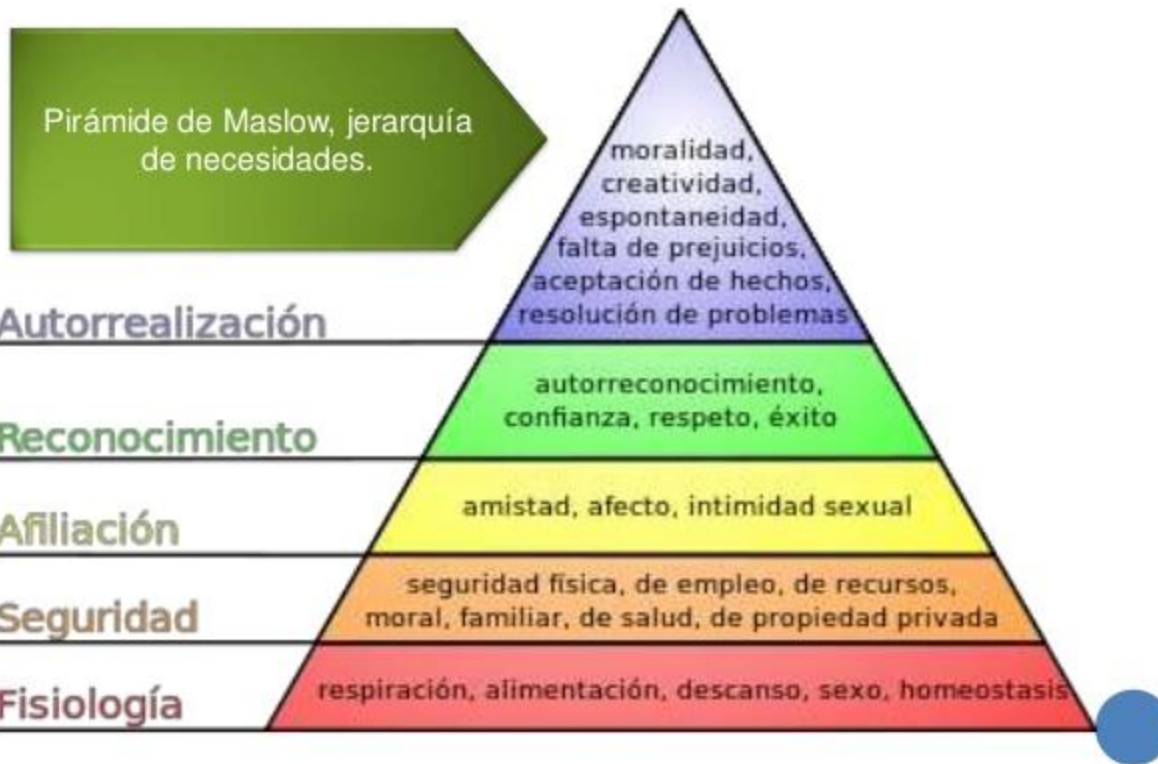 Pirámide de Maslow, jerarquía
de necesidades.
moralidad,
creatividad,
espontaneidad,
falta de prejuicios,
aceptación de hechos,
resolución de problemas
Autorrealización
autorreconocimiento,
confianza, respeto, éxito
Reconocimiento
amistad, afecto, intimidad sexual
Afiliación
seguridad física, de empleo, de recursos,
moral, familiar, de salud, de propiedad privada
Seguridad
respiración, alimentación, descanso, sexo, homeostasis
Fisiología